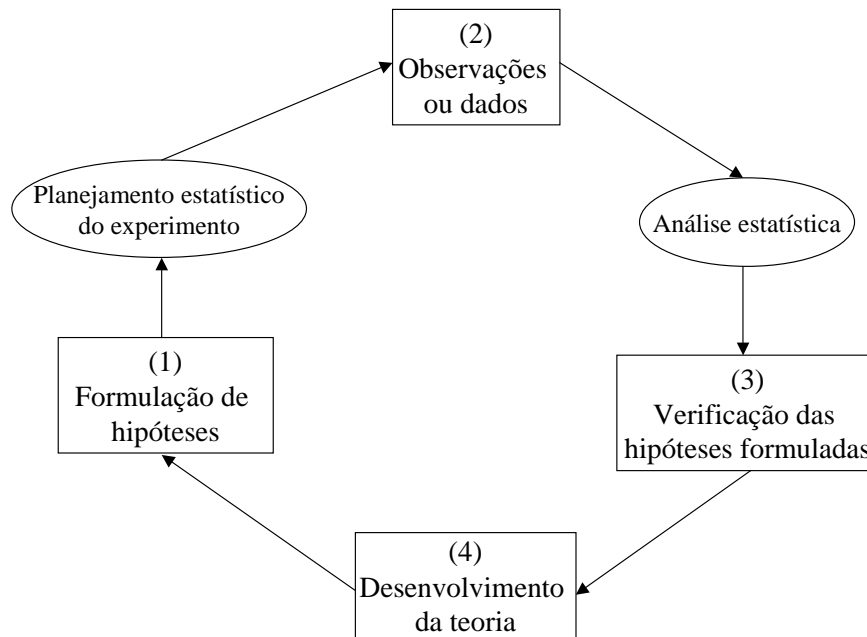 (2)
Observações
ou dados
Planejamento estatístico
do experimento
Análise estatística
(1)
Formulação de
hipóteses
(3)
Verificação das
hipóteses formuladas
(4)
Desenvolvimento
da teoria